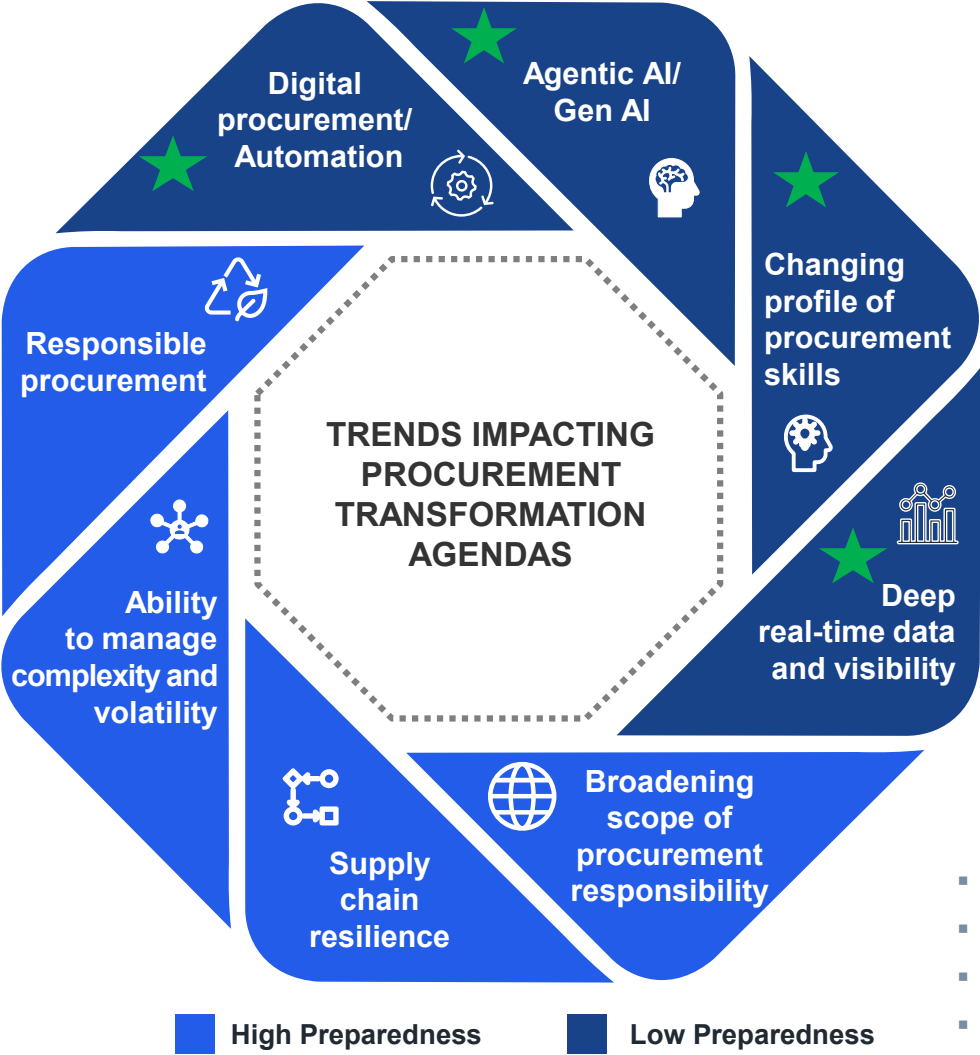 Digital
procurement/
Automation
Agentic AI/
Gen AI
Changing
profile of
procurement
skills
Deep
real-time data
and visibility
Broadening
scope of
procurement
responsibility
Supply
chain
resilience
Ability
to manage
complexity and
volatility
Responsible
procurement
TRENDS IMPACTING
PROCUREMENT
TRANSFORMATION
AGENDAS
High Preparedness
Low Preparedness